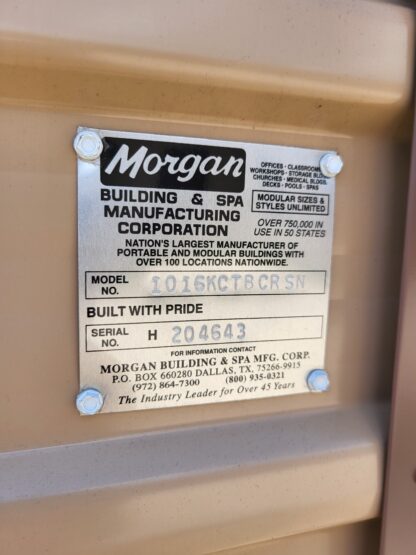 Morgan
OFFICES - CLASSROOMS
WORKSHOPS - STORAGE BLDGS.
CHURCHES - MEDICAL BLDGS.
DECKS - POOLS - SPAS
BUILDING & SPA
MANUFACTURING
CORPORATION
MODULAR SIZES &
STYLES UNLIMITED
OVER 750,000 IN
USE IN 50 STATES
NATION'S LARGEST MANUFACTURER OF
PORTABLE AND MODULAR BUILDINGS WITH
OVER 100 LOCATIONS NATIONWIDE.
MODEL
NO.
1016KCTBCRSN
BUILT WITH PRIDE
SERIAL
NO.
H 204643
FOR INFORMATION CONTACT
MORGAN BUILDING & SPA MFG. CORP.
P.O. BOX 660280 DALLAS, TX, 75266-9915
(972) 864-7300 (800) 935-0321
The Industry Leader for Over 45 Years